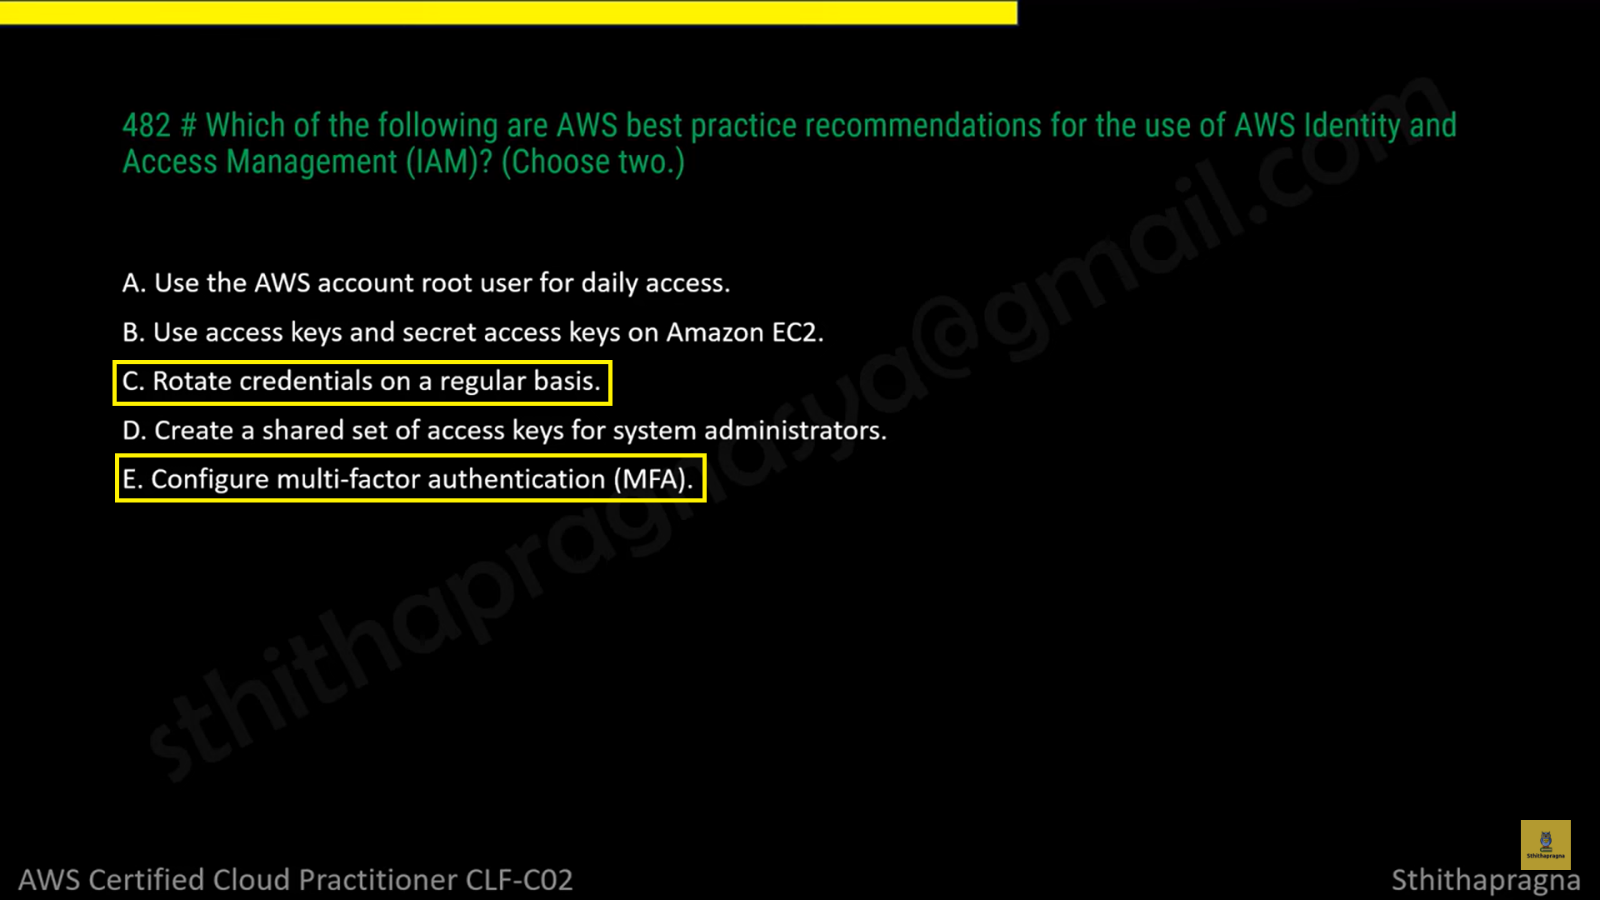 482 # Which of the following are AWS best practice recommendations for the use of AWS Identity and
Access Management (IAM)? (Choose two.)
A. Use the AWS account root user for daily access.
B. Use access keys and secret access keys on Amazon EC2.
C. Rotate credentials on a regular basis.
D. Create a shared set of access keys for system administrators.
E. Configure multi-factor authentication (MFA).
sthithapragnasya@gmail.com
Sthithapragna
AWS Certified Cloud Practitioner CLF-C02
Sthithapragna